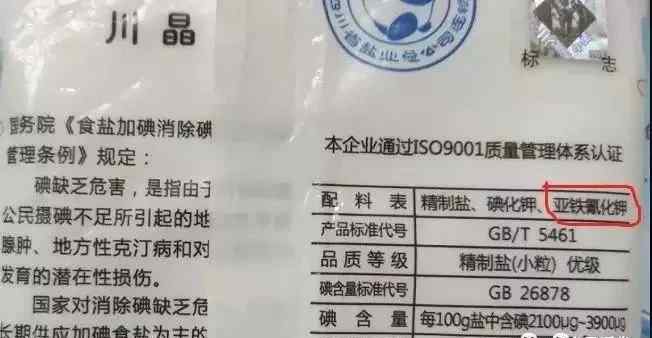 川晶
四川省盐业总公司
标志
务院《食盐加碘消除碘
管理条例》规定：
碘缺乏危害，是指由于
公民摄碘不足所引起的地
腺肿、地方性克汀病和对
发育的潜在性损伤。
国家对消除碘缺乏危
长期供应加碘食盐为主的
本企业通过ISO9001质量管理体系认证
配料表 精制盐、碘化钾、亚铁氰化钾
产品标准代号 GB/T 5461
品质等级 精制盐(小粒) 优级
碘含量标准代号 GB 26878
碘含量 每100g盐中含碘2100μg~3900μg